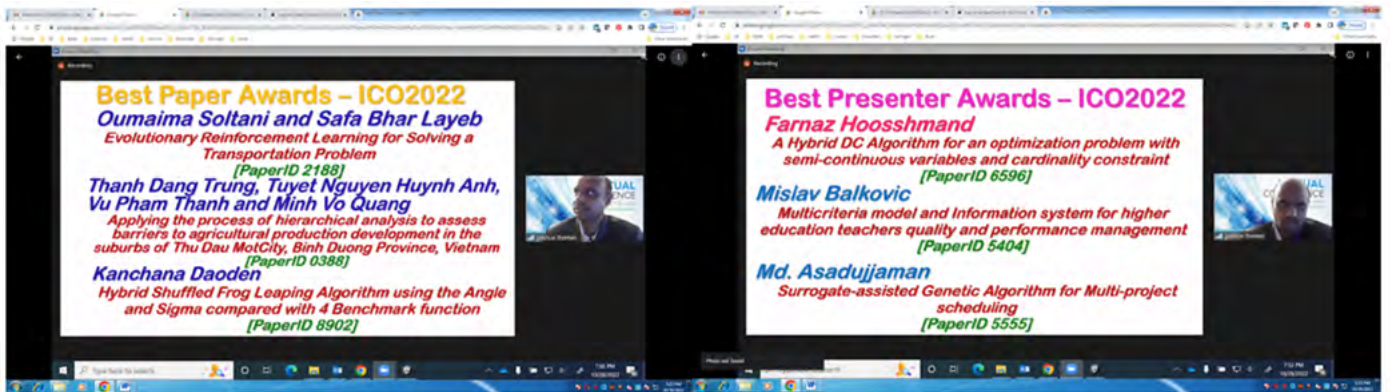 Recording
Best Paper Awards – ICO2022
Oumaima Soltani and Safa Bhar Layeb
Evolutionary Reinforcement Learning for Solving a
Transportation Problem
[PaperID 2188]
Thanh Dang Trung, Tuyet Nguyen Huynh Anh,
Vu Pham Thanh and Minh Vo Quang
Applying the process of hierarchical analysis to assess
barriers to agricultural production development in the
suburbs of Thu Dau MotCity, Binh Duong Province, Vietnam
[PaperID 0388]
Kanchana Daoden
Hybrid Shuffled Frog Leaping Algorithm using the Angle
and Sigma compared with 4 Benchmark function
[PaperID 8902]
Type here to search
Recording
Best Presenter Awards – ICO2022
Farnaz Hoosshmand
A Hybrid DC Algorithm for an optimization problem with
semi-continuous variables and cardinality constraint
[PaperID 6596]
Mislav Balkovic
Multicriteria model and Information system for higher
education teachers quality and performance management
[PaperID 5404]
Md. Asadujjaman
Surrogate-assisted Genetic Algorithm for Multi-project
scheduling
[PaperID 5555]